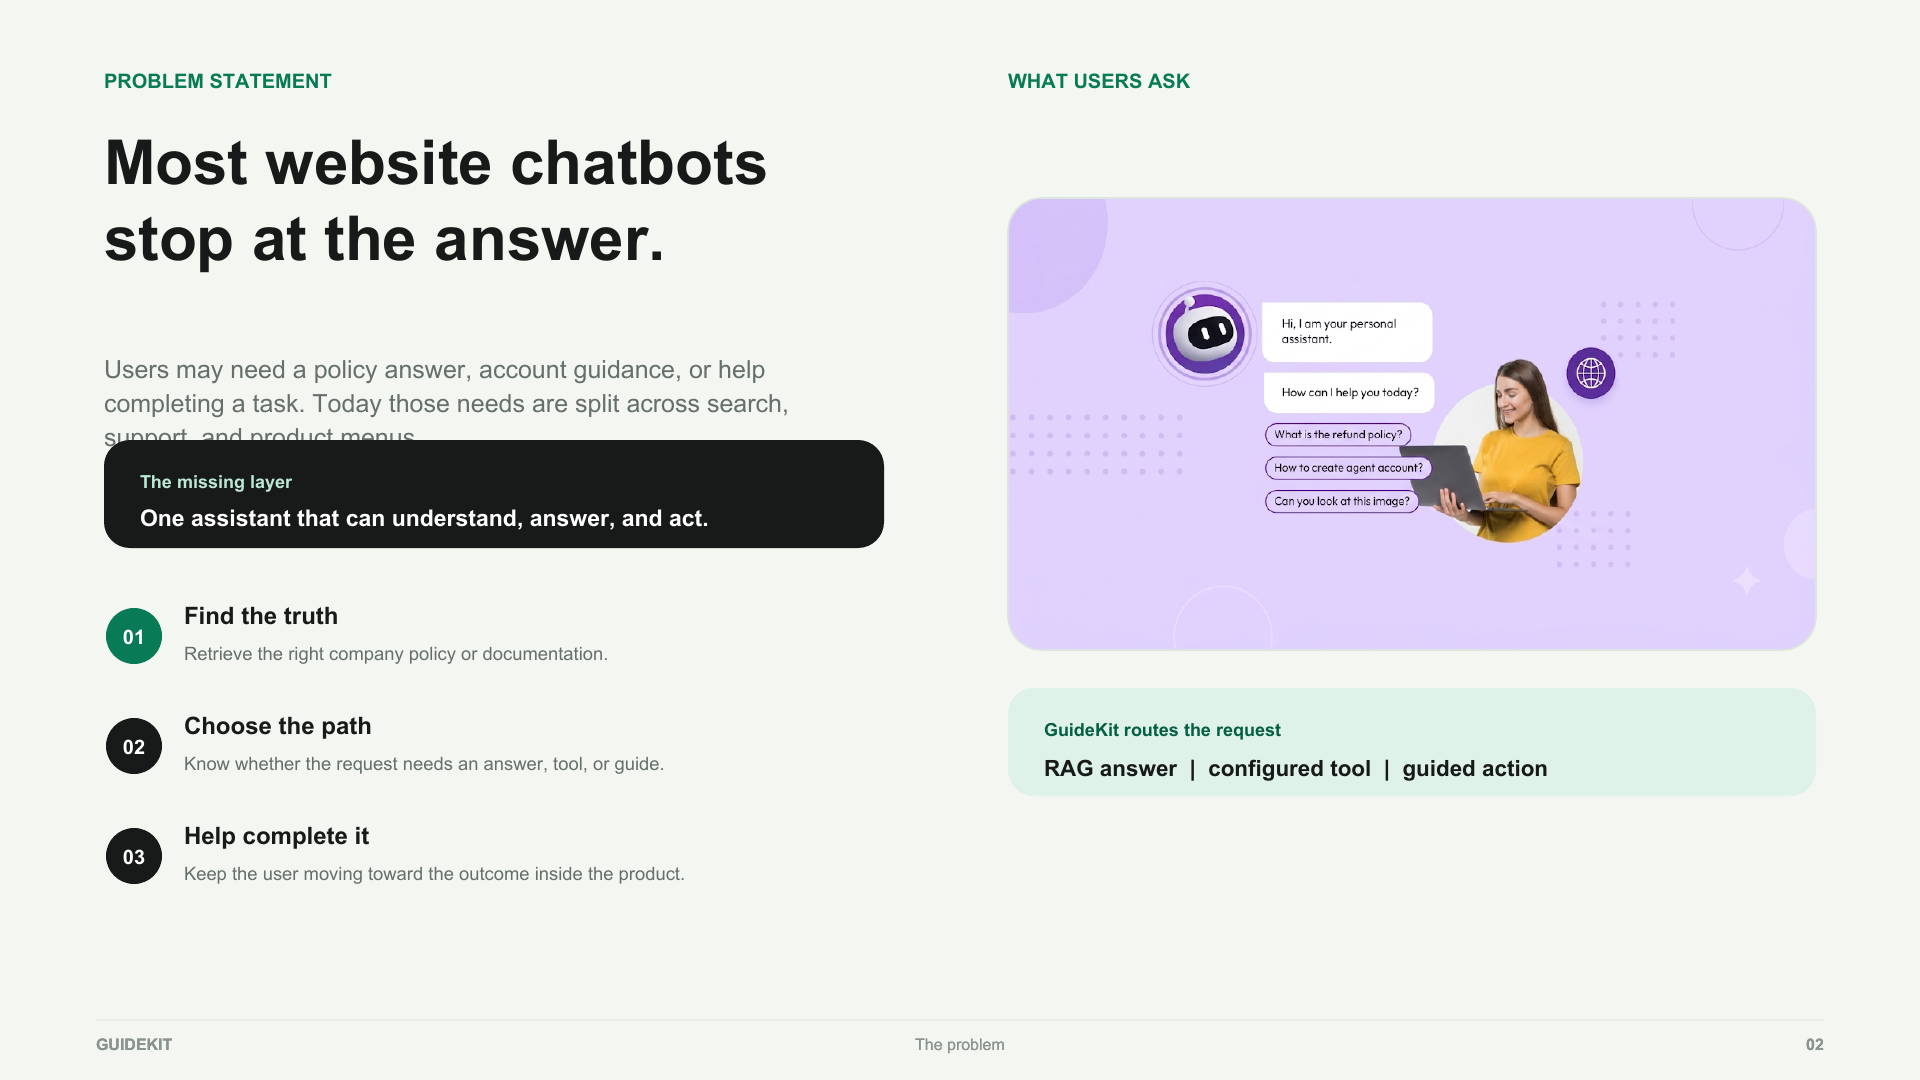 PROBLEM STATEMENT
Most website chatbots
stop at the answer.
Users may need a policy answer, account guidance, or help
completing a task. Today those needs are split across search,
support, and product menus.
The missing layer
One assistant that can understand, answer, and act.
01
Find the truth
Retrieve the right company policy or documentation.
02
Choose the path
Know whether the request needs an answer, tool, or guide.
03
Help complete it
Keep the user moving toward the outcome inside the product.
WHAT USERS ASK
Hi, I am your personal
assistant.
How can I help you today?
What is the refund policy?
How to create agent account?
Can you look at this image?
GuideKit routes the request
RAG answer | configured tool | guided action
GUIDEKIT
The problem
02